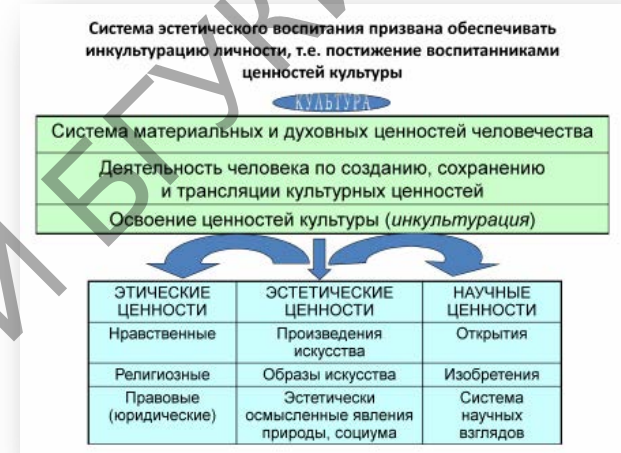 Система эстетического воспитания призвана обеспечивать
инкультурацию личности, т.е. постижение воспитанниками
ценностей культуры
КУЛЬТУРА
Система материальных и духовных ценностей человечества
Деятельность человека по созданию, сохранению
и трансляции культурных ценностей
Освоение ценностей культуры (инкультурация)
ЭТИЧЕСКИЕ
ЦЕННОСТИ
ЭСТЕТИЧЕСКИЕ
ЦЕННОСТИ
НАУЧНЫЕ
ЦЕННОСТИ
Нравственные
Произведения
искусства
Открытия
Религиозные
Образы искусства
Изобретения
Правовые
(юридические)
Эстетически
осмысленные явления
природы, социума
Система
научных
взглядов